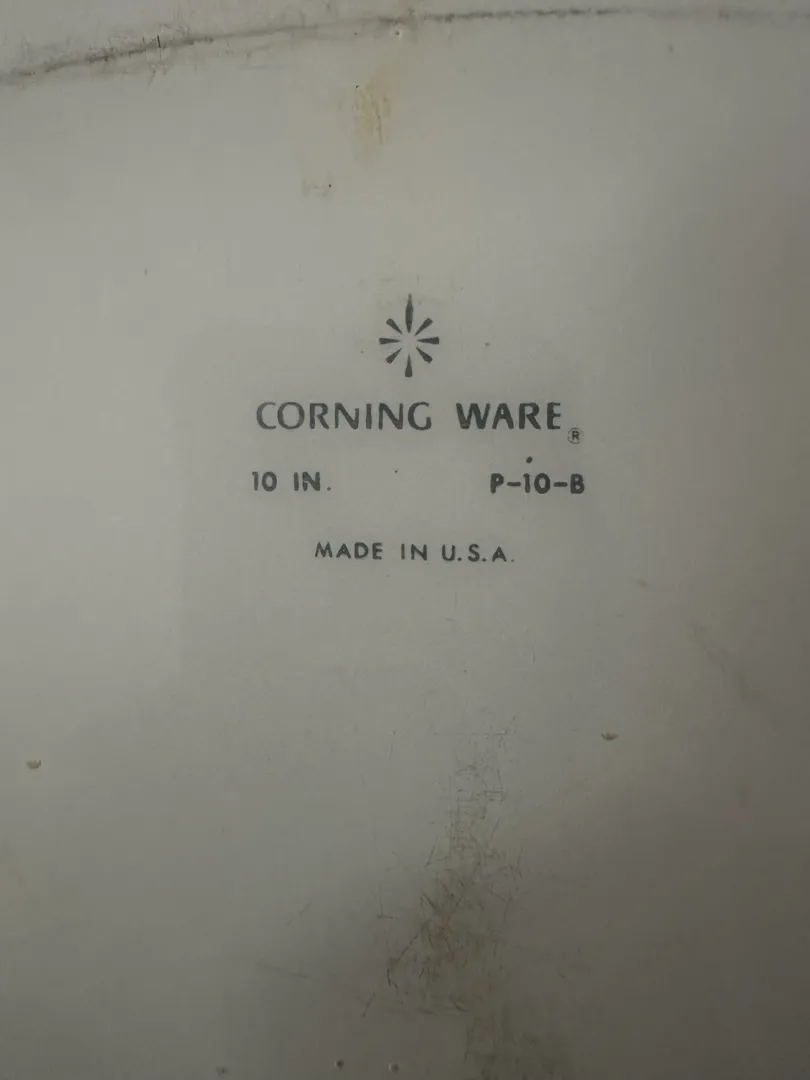 CORNING WARE ®
10 IN. P-10-B
MADE IN U.S.A.